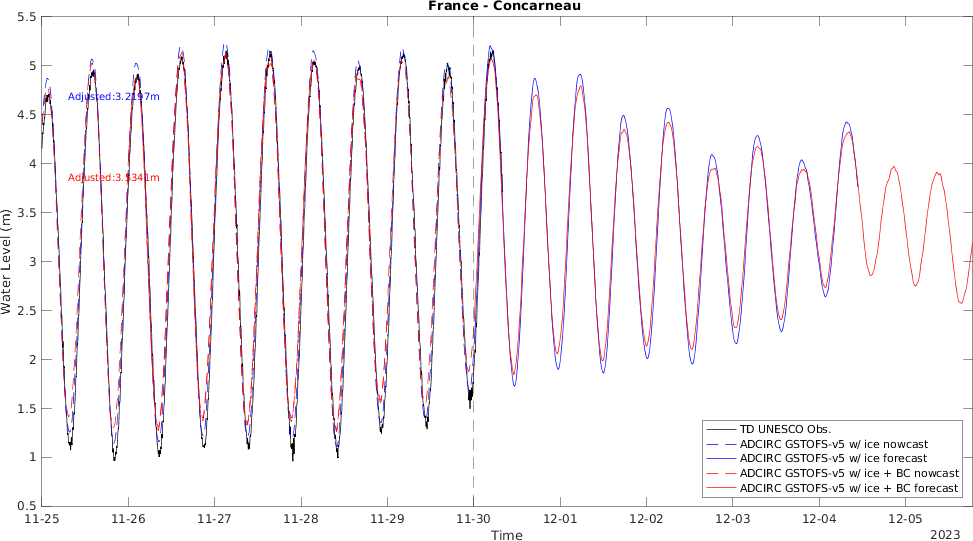 France - Concarneau
5.5
5
4.5
4
3.5
3
2.5
2
1.5
1
0.5
Water Level (m)
Adjusted:3.2197m
Adjusted:3.5341m
TD UNESCO Obs.
ADCIRC GSTOFS-v5 w/ ice nowcast
ADCIRC GSTOFS-v5 w/ ice forecast
ADCIRC GSTOFS-v5 w/ ice + BC nowcast
ADCIRC GSTOFS-v5 w/ ice + BC forecast
11-25 11-26 11-27 11-28 11-29 11-30 12-01 12-02 12-03 12-04 12-05
Time
2023